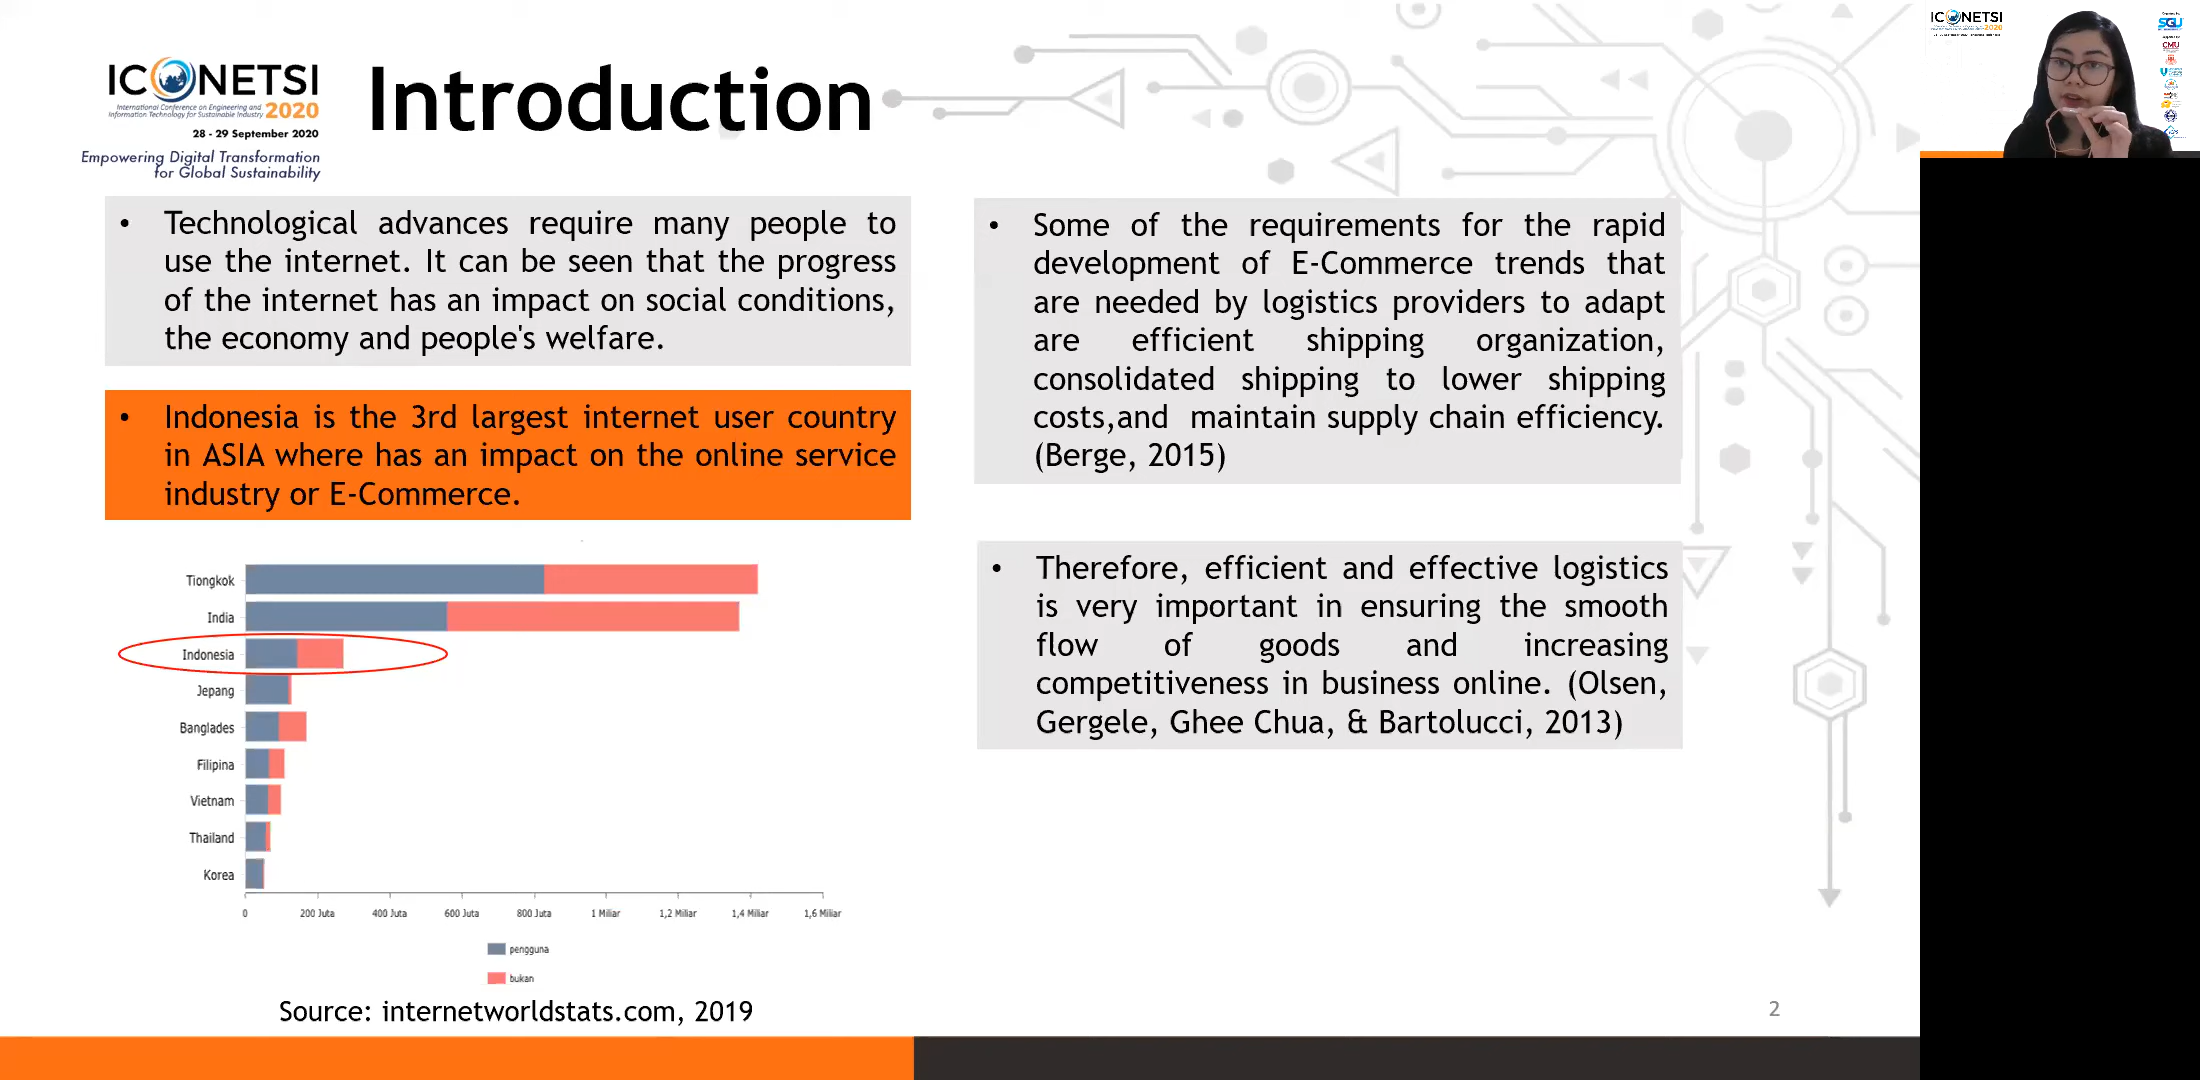 ICONETSI
International Conference on Engineering and
Information Technology for Sustainable Industry 2020
28 - 29 September 2020
Empowering Digital Transformation
for Global Sustainability
Introduction
• Technological advances require many people to
use the internet. It can be seen that the progress
of the internet has an impact on social conditions,
the economy and people's welfare.
• Indonesia is the 3rd largest internet user country
in ASIA where has an impact on the online service
industry or E-Commerce.
Tiongkok
India
Indonesia
Jepang
Banglades
Filipina
Vietnam
Thailand
Korea
0 200 Juta 400 Juta 600 Juta 800 Juta 1 Miliar 1,2 Miliar 1,4 Miliar 1,6 Miliar
pengguna
bukan
Source: internetworldstats.com, 2019
• Some of the requirements for the rapid
development of E-Commerce trends that
are needed by logistics providers to adapt
are efficient shipping organization,
consolidated shipping to lower shipping
costs,and maintain supply chain efficiency.
(Berge, 2015)
• Therefore, efficient and effective logistics
is very important in ensuring the smooth
flow of goods and increasing
competitiveness in business online. (Olsen,
Gergele, Ghee Chua, & Bartolucci, 2013)
2
ICONETSI
2020
SGU
CMU